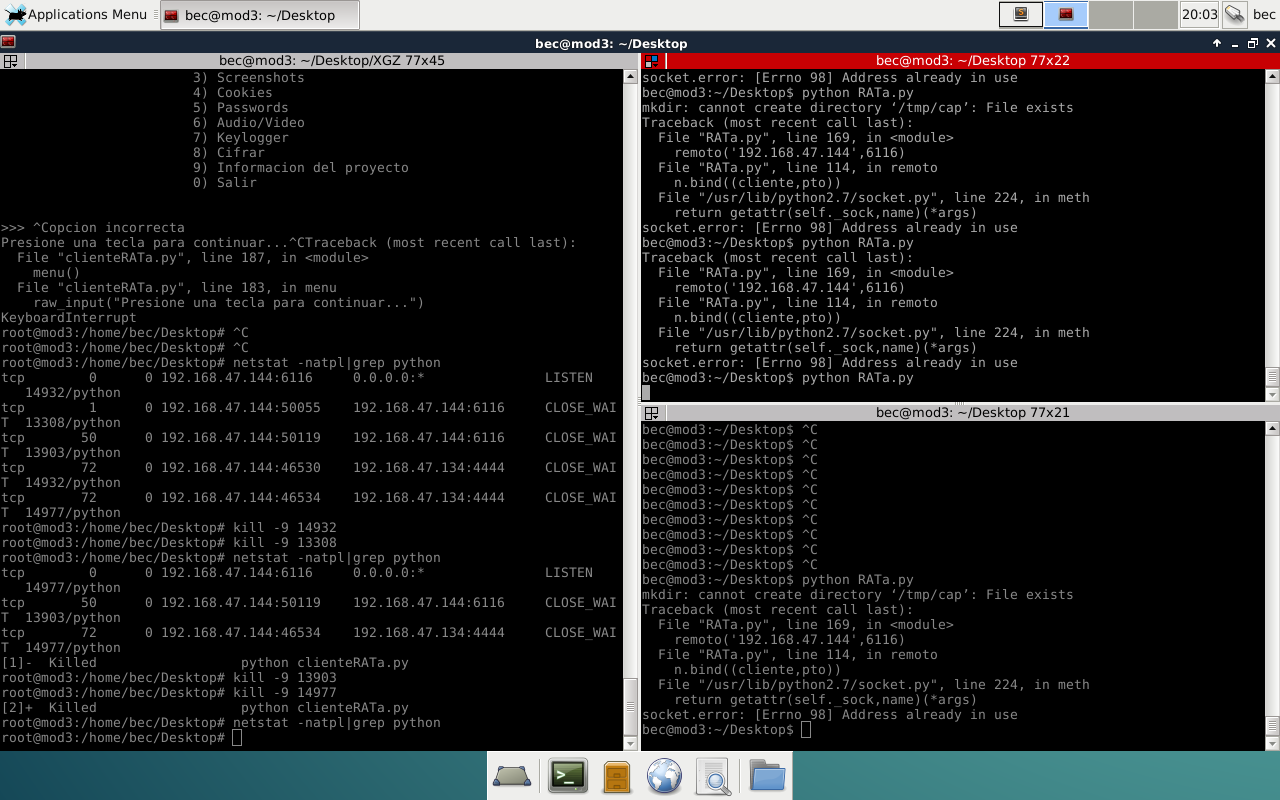 Applications Menu
bec@mod3: ~/Desktop
20:03
bec
bec@mod3: ~/Desktop
bec@mod3: ~/Desktop/XGZ 77x45
3) Screenshots
4) Cookies
5) Passwords
6) Audio/Video
7) Keylogger
8) Cifrar
9) Informacion del proyecto
0) Salir
>>> ^Copcion incorrecta
Presione una tecla para continuar...^CTraceback (most recent call last):
File "clienteRATa.py", line 187, in <module>
menu()
File "clienteRATa.py", line 183, in menu
raw_input("Presione una tecla para continuar...")
KeyboardInterrupt
root@mod3:/home/bec/Desktop# ^C
root@mod3:/home/bec/Desktop# ^C
root@mod3:/home/bec/Desktop# netstat -natpl|grep python
tcp 0 0 192.168.47.144:6116 0.0.0.0:* LISTEN
14932/python
tcp 1 0 192.168.47.144:50055 192.168.47.144:6116 CLOSE_WAI
T 13308/python
tcp 50 0 192.168.47.144:50119 192.168.47.144:6116 CLOSE_WAI
T 13903/python
tcp 72 0 192.168.47.144:46530 192.168.47.134:4444 CLOSE_WAI
T 14932/python
tcp 72 0 192.168.47.144:46534 192.168.47.134:4444 CLOSE_WAI
T 14977/python
root@mod3:/home/bec/Desktop# kill -9 14932
root@mod3:/home/bec/Desktop# kill -9 13308
root@mod3:/home/bec/Desktop# netstat -natpl|grep python
tcp 0 0 192.168.47.144:6116 0.0.0.0:* LISTEN
14977/python
tcp 50 0 192.168.47.144:50119 192.168.47.144:6116 CLOSE_WAI
T 13903/python
tcp 72 0 192.168.47.144:46534 192.168.47.134:4444 CLOSE_WAI
T 14977/python
[1]- Killed python clienteRATa.py
root@mod3:/home/bec/Desktop# kill -9 13903
root@mod3:/home/bec/Desktop# kill -9 14977
[2]+ Killed python clienteRATa.py
root@mod3:/home/bec/Desktop# netstat -natpl|grep python
root@mod3:/home/bec/Desktop#
bec@mod3: ~/Desktop 77x22
socket.error: [Errno 98] Address already in use
bec@mod3:~/Desktop$ python RATa.py
mkdir: cannot create directory ‘/tmp/cap’: File exists
Traceback (most recent call last):
File "RATa.py", line 169, in <module>
remoto('192.168.47.144',6116)
File "RATa.py", line 114, in remoto
n.bind((cliente,pto))
File "/usr/lib/python2.7/socket.py", line 224, in meth
return getattr(self._sock,name)(*args)
socket.error: [Errno 98] Address already in use
bec@mod3:~/Desktop$ python RATa.py
Traceback (most recent call last):
File "RATa.py", line 169, in <module>
remoto('192.168.47.144',6116)
File "RATa.py", line 114, in remoto
n.bind((cliente,pto))
File "/usr/lib/python2.7/socket.py", line 224, in meth
return getattr(self._sock,name)(*args)
socket.error: [Errno 98] Address already in use
bec@mod3:~/Desktop$ python RATa.py
bec@mod3: ~/Desktop 77x21
bec@mod3:~/Desktop$ ^C
bec@mod3:~/Desktop$ ^C
bec@mod3:~/Desktop$ ^C
bec@mod3:~/Desktop$ ^C
bec@mod3:~/Desktop$ ^C
bec@mod3:~/Desktop$ ^C
bec@mod3:~/Desktop$ ^C
bec@mod3:~/Desktop$ ^C
bec@mod3:~/Desktop$ ^C
bec@mod3:~/Desktop$ ^C
bec@mod3:~/Desktop$ python RATa.py
mkdir: cannot create directory ‘/tmp/cap’: File exists
Traceback (most recent call last):
File "RATa.py", line 169, in <module>
remoto('192.168.47.144',6116)
File "RATa.py", line 114, in remoto
n.bind((cliente,pto))
File "/usr/lib/python2.7/socket.py", line 224, in meth
return getattr(self._sock,name)(*args)
socket.error: [Errno 98] Address already in use
bec@mod3:~/Desktop$